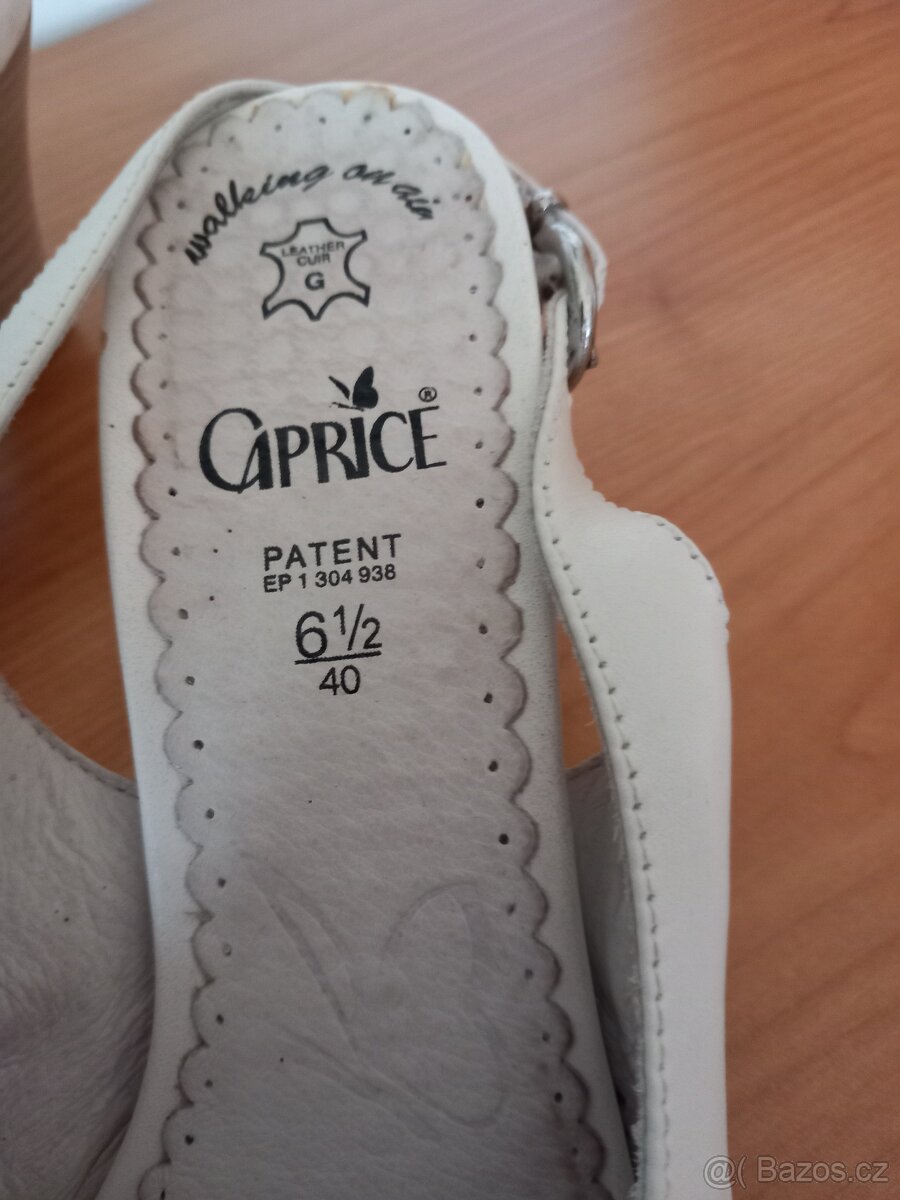 walking on air
LEATHER
CUIR
G
CAPRICE®
PATENT
EP 1 304 938
6 1/2
40
@( Bazos.cz